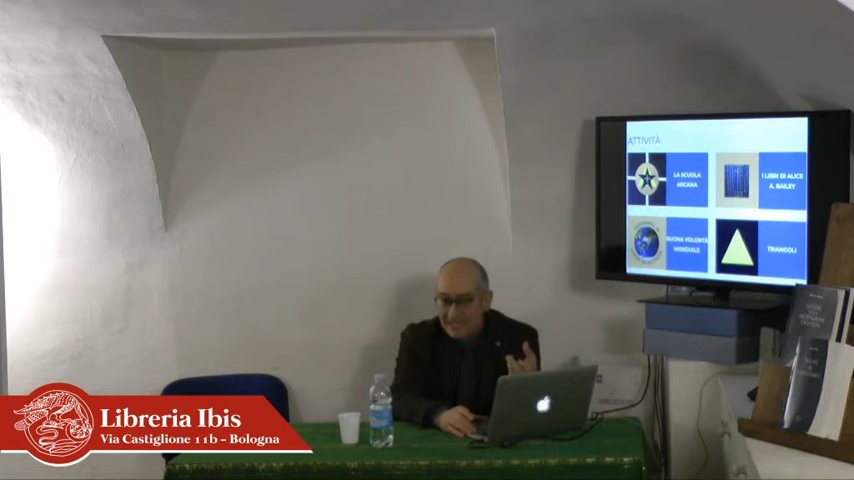 ATTIVITÀ
LA SCUOLA
ARCANA
I LIBRI DI ALICE
A. BAILEY
BUONA VOLONTÀ
MONDIALE
TRIANGOLI
Libreria Ibis
Via Castiglione 11b - Bologna